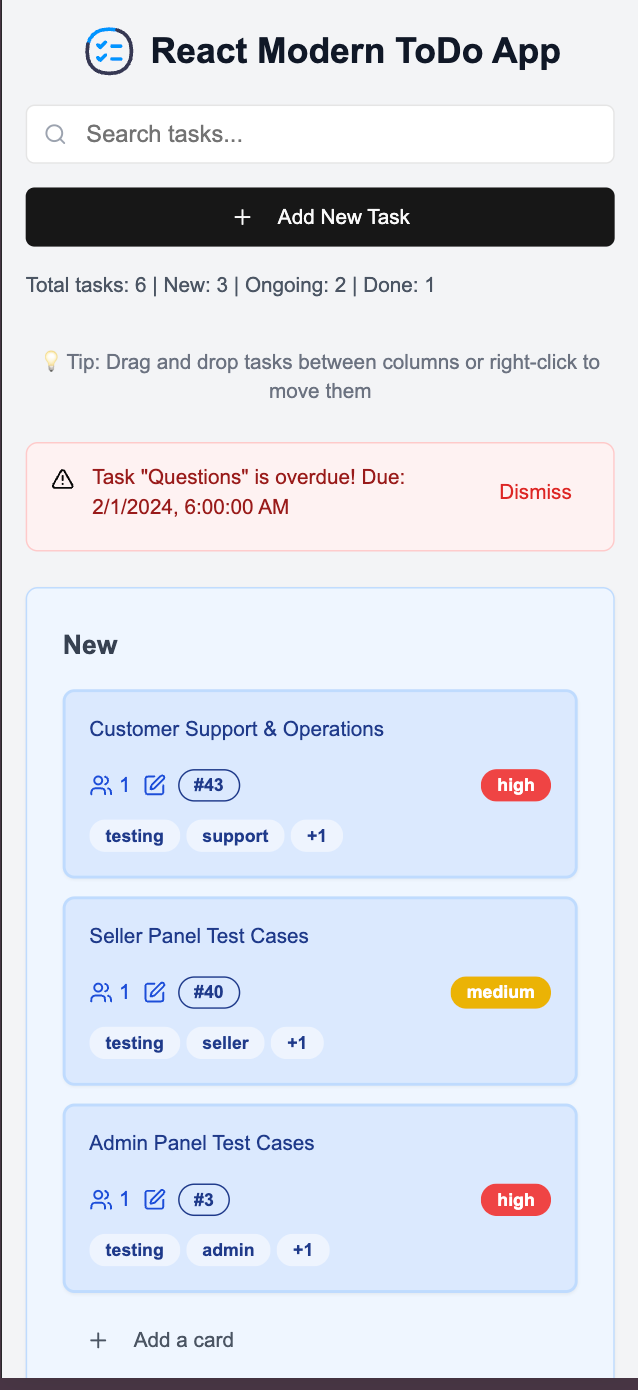 React Modern ToDo App
Search tasks...
Add New Task
Total tasks: 6 | New: 3 | Ongoing: 2 | Done: 1
💡 Tip: Drag and drop tasks between columns or right-click to
move them
Task "Questions" is overdue! Due:
2/1/2024, 6:00:00 AM
Dismiss
New
Customer Support & Operations
1 #43 high
testing support +1
Seller Panel Test Cases
1 #40 medium
testing seller +1
Admin Panel Test Cases
1 #3 high
testing admin +1
Add a card